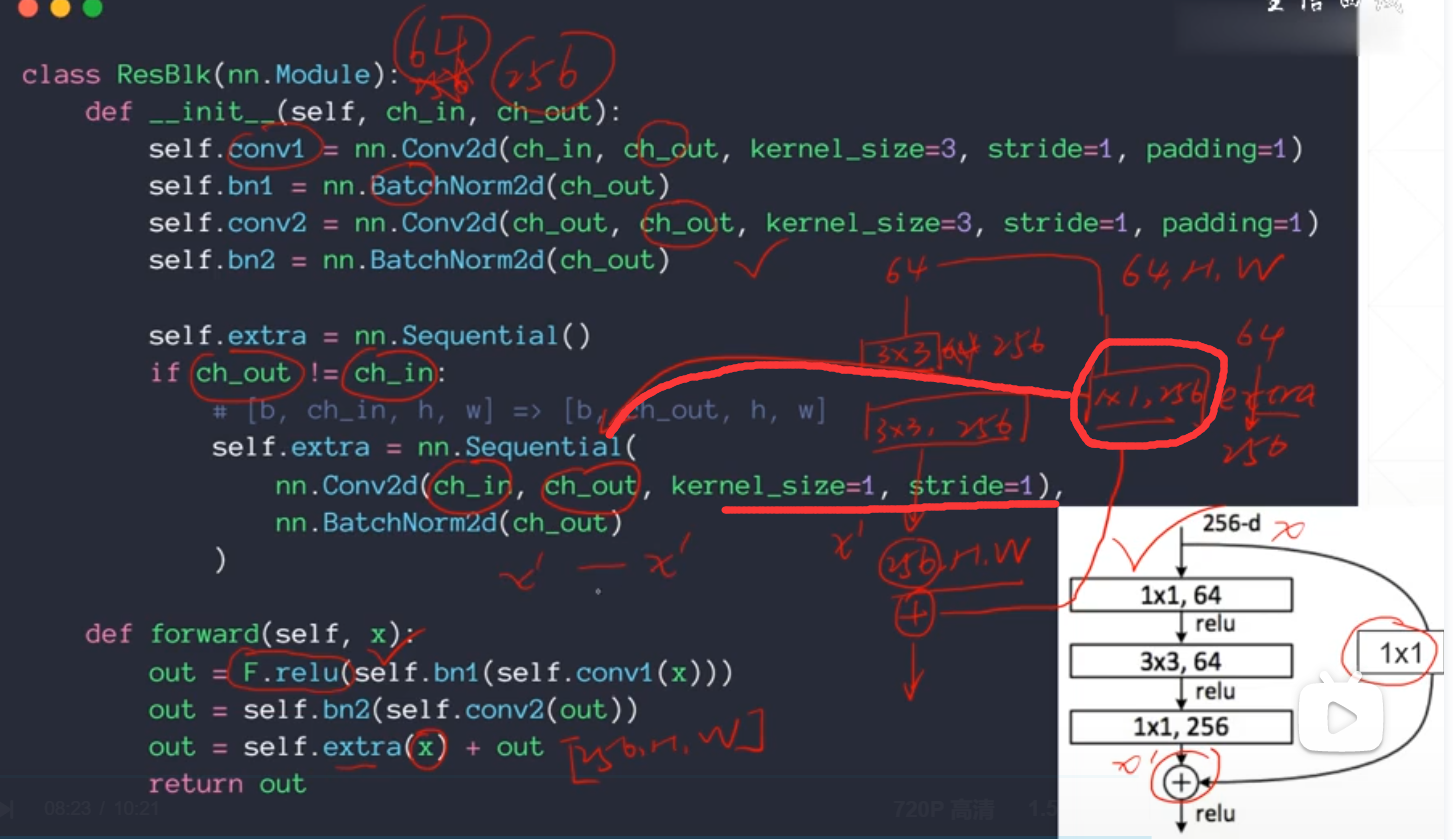 class ResBlk(nn.Module):
64 256
def __init__(self, ch_in, ch_out):
self.conv1 = nn.Conv2d(ch_in, ch_out, kernel_size=3, stride=1, padding=1)
self.bn1 = nn.BatchNorm2d(ch_out)
self.conv2 = nn.Conv2d(ch_out, ch_out, kernel_size=3, stride=1, padding=1)
self.bn2 = nn.BatchNorm2d(ch_out)
64
64, H, W
self.extra = nn.Sequential()
if ch_out != ch_in:
# [b, ch_in, h, w] => [b, ch_out, h, w]
self.extra = nn.Sequential(
nn.Conv2d(ch_in, ch_out, kernel_size=1, stride=1),
nn.BatchNorm2d(ch_out)
)
3x3 64 256
3x3, 256
1x1, 256 extra
64
256
x' — x'
x'
256, H, W
+
def forward(self, x):
out = F.relu(self.bn1(self.conv1(x)))
out = self.bn2(self.conv2(out))
out = self.extra(x) + out [256, H, W]
return out
256-d x
1x1, 64
relu
3x3, 64
relu
1x1, 256
1x1
x'
+
relu
08:23 / 10:21
720P 高清